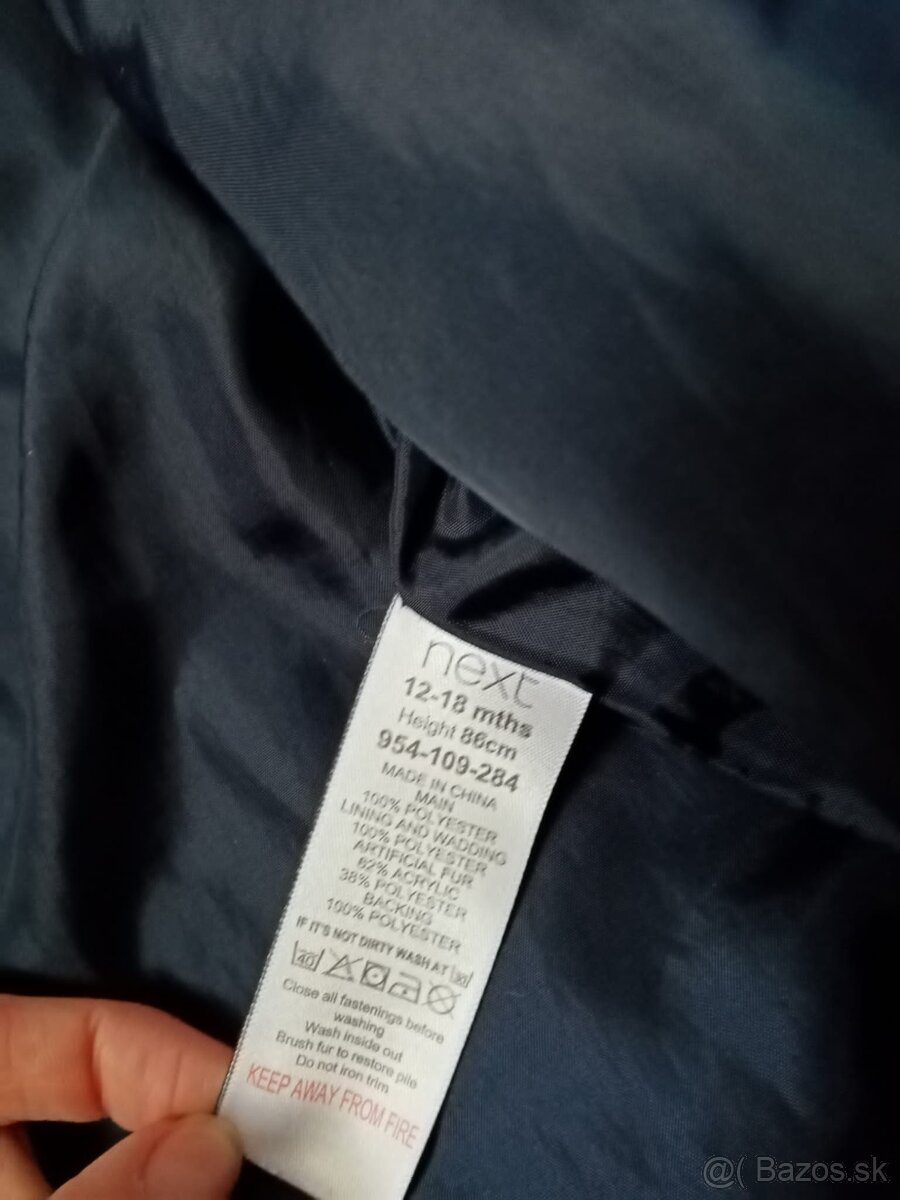 next
12-18 mths
Height 86cm
954-109-284
MADE IN CHINA
MAIN
100% POLYESTER
LINING AND WADDING
100% POLYESTER
ARTIFICIAL FUR
62% ACRYLIC
38% POLYESTER
BACKING
100% POLYESTER
IF IT'S NOT DIRTY WASH AT 30
40
Close all fastenings before
washing
Wash inside out
Brush fur to restore pile
Do not iron trim
KEEP AWAY FROM FIRE
@( Bazos.sk